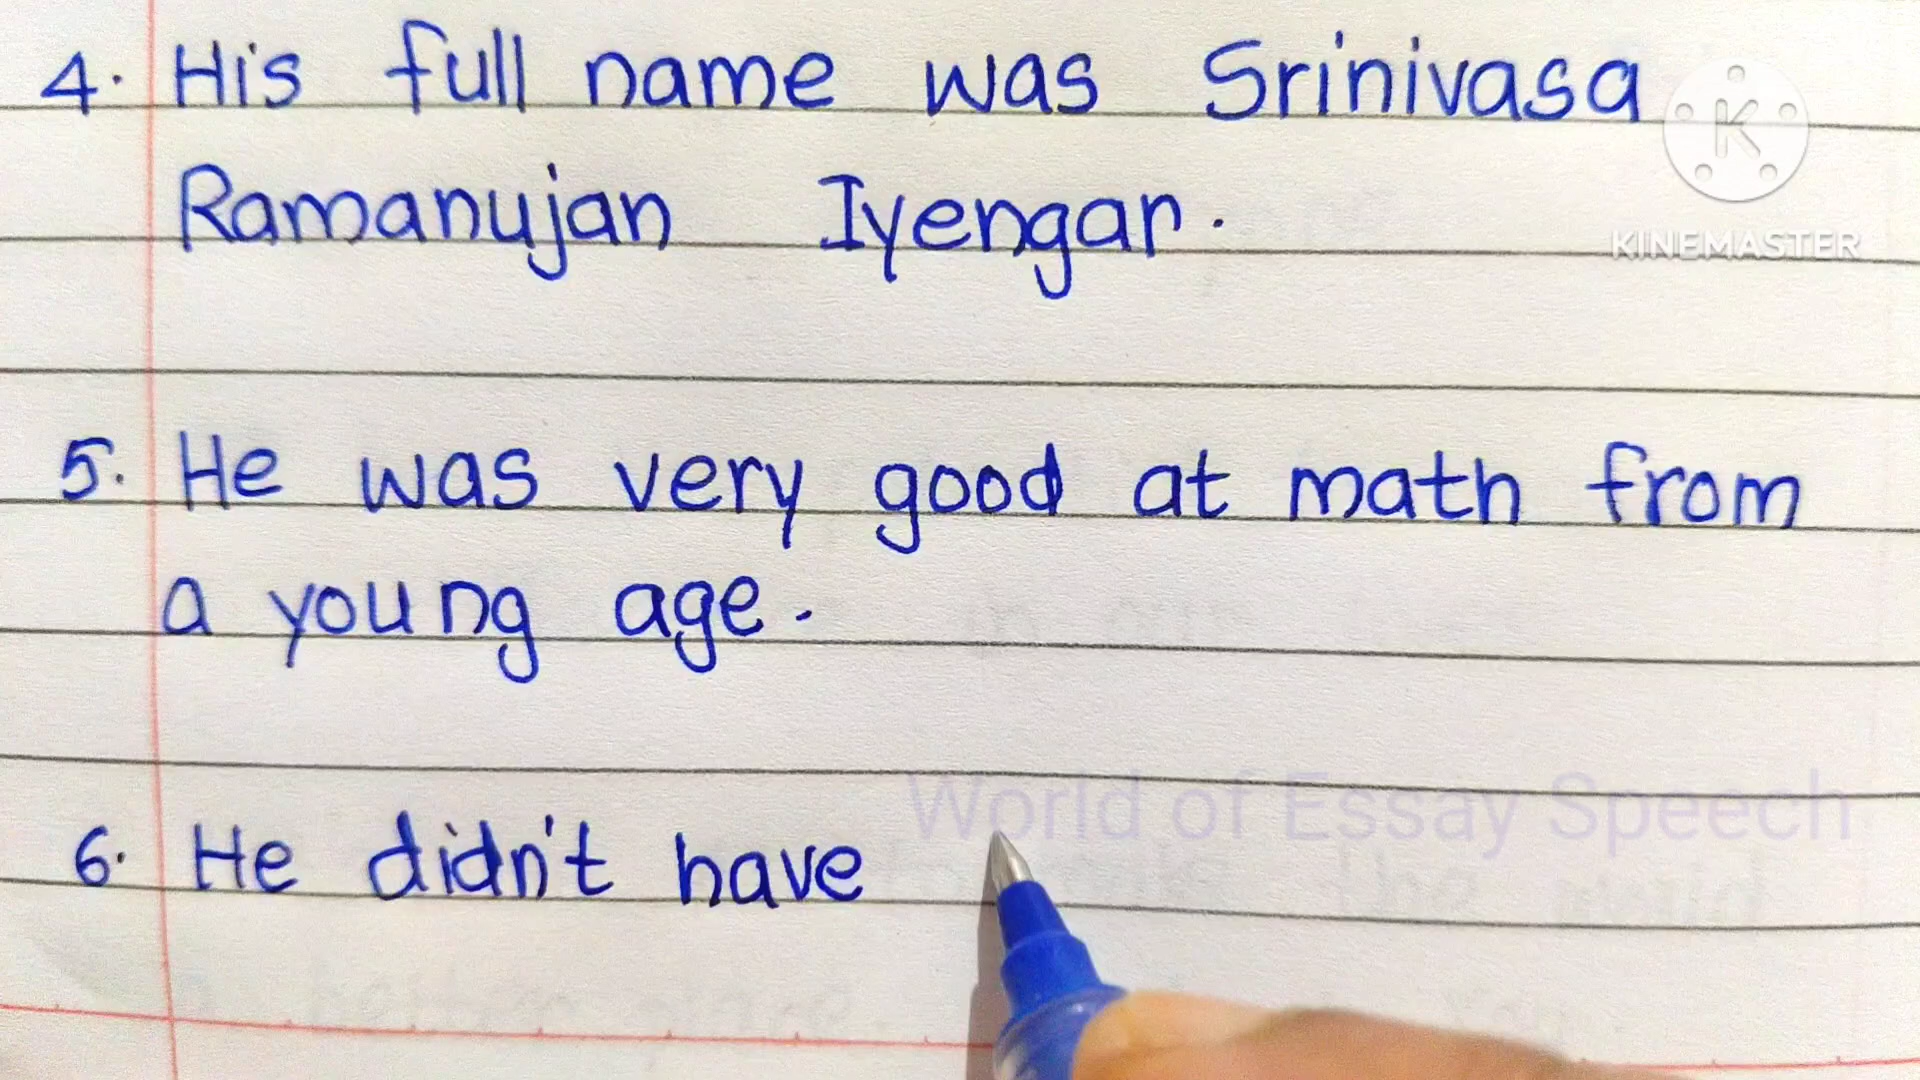 4. His full name was Srinivasa
Ramanujan Iyengar.
K
KINEMASTER
5. He was very good at math from
a young age.
World of Essay Speech
6. He didn't have